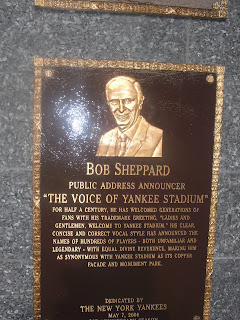 BOB SHEPPARD
PUBLIC ADDRESS ANNOUNCER
"THE VOICE OF YANKEE STADIUM"
FOR HALF A CENTURY, HE HAS WELCOMED GENERATIONS OF
FANS WITH HIS TRADEMARK GREETING, "LADIES AND
GENTLEMEN, WELCOME TO YANKEE STADIUM." HIS CLEAR,
CONCISE AND CORRECT VOCAL STYLE HAS ANNOUNCED THE
NAMES OF HUNDREDS OF PLAYERS - BOTH UNFAMILIAR AND
LEGENDARY - WITH EQUAL DIVINE REVERENCE, MAKING HIM
AS SYNONYMOUS WITH YANKEE STADIUM AS ITS COPPER
FACADE AND MONUMENT PARK.
DEDICATED BY
THE NEW YORK YANKEES
MAY 7, 2000